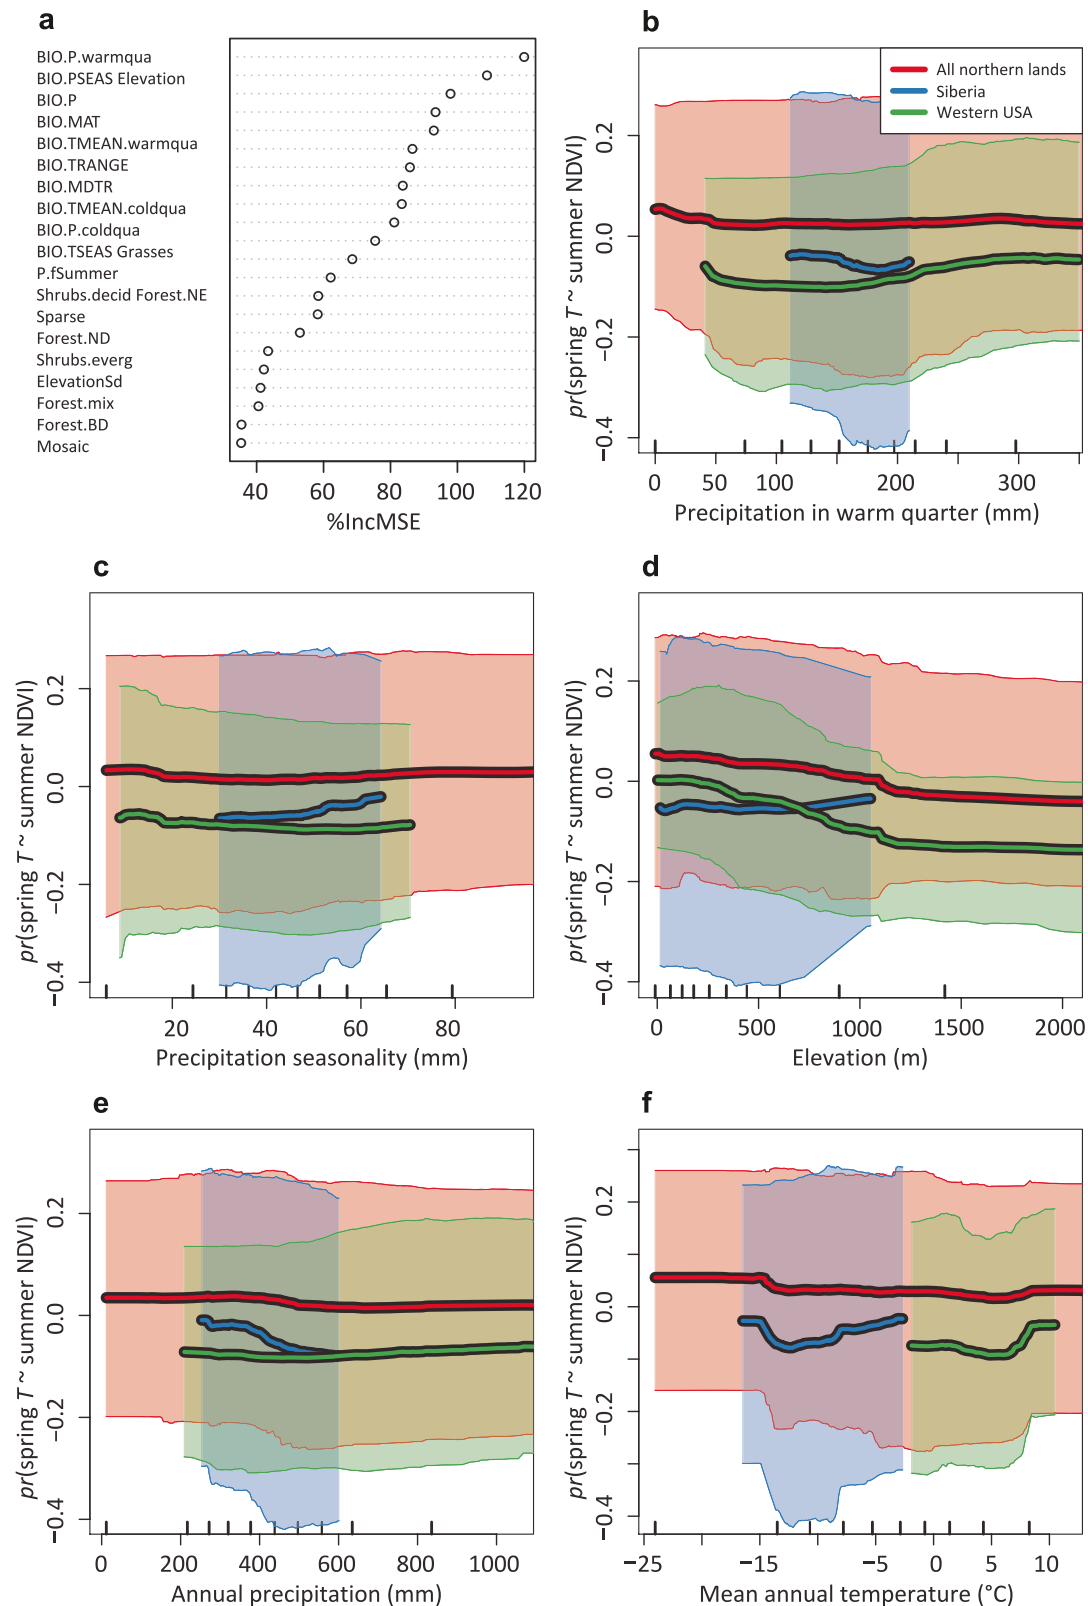 a
BIO.P.warmqua
BIO.PSEAS Elevation
BIO.P
BIO.MAT
BIO.TMEAN.warmqua
BIO.TRANGE
BIO.MDTR
BIO.TMEAN.coldqua
BIO.P.coldqua
BIO.TSEAS Grasses
P.fSummer
Shrubs.decid Forest.NE
Sparse
Forest.ND
Shrubs.everg
ElevationSd
Forest.mix
Forest.BD
Mosaic
40 60 80 100 120
%IncMSE
b
All northern lands
Siberia
Western USA
pr(spring T ~ summer NDVI)
0.2
0.0
−0.2
−0.4
0 50 100 200 300
Precipitation in warm quarter (mm)
c
pr(spring T ~ summer NDVI)
0.2
0.0
−0.2
−0.4
20 40 60 80
Precipitation seasonality (mm)
d
pr(spring T ~ summer NDVI)
0.2
0.0
−0.2
−0.4
0 500 1000 1500 2000
Elevation (m)
e
pr(spring T ~ summer NDVI)
0.2
0.0
−0.2
−0.4
0 200 400 600 800 1000
Annual precipitation (mm)
f
pr(spring T ~ summer NDVI)
0.2
0.0
−0.2
−0.4
−25 −15 −5 0 5 10
Mean annual temperature (°C)